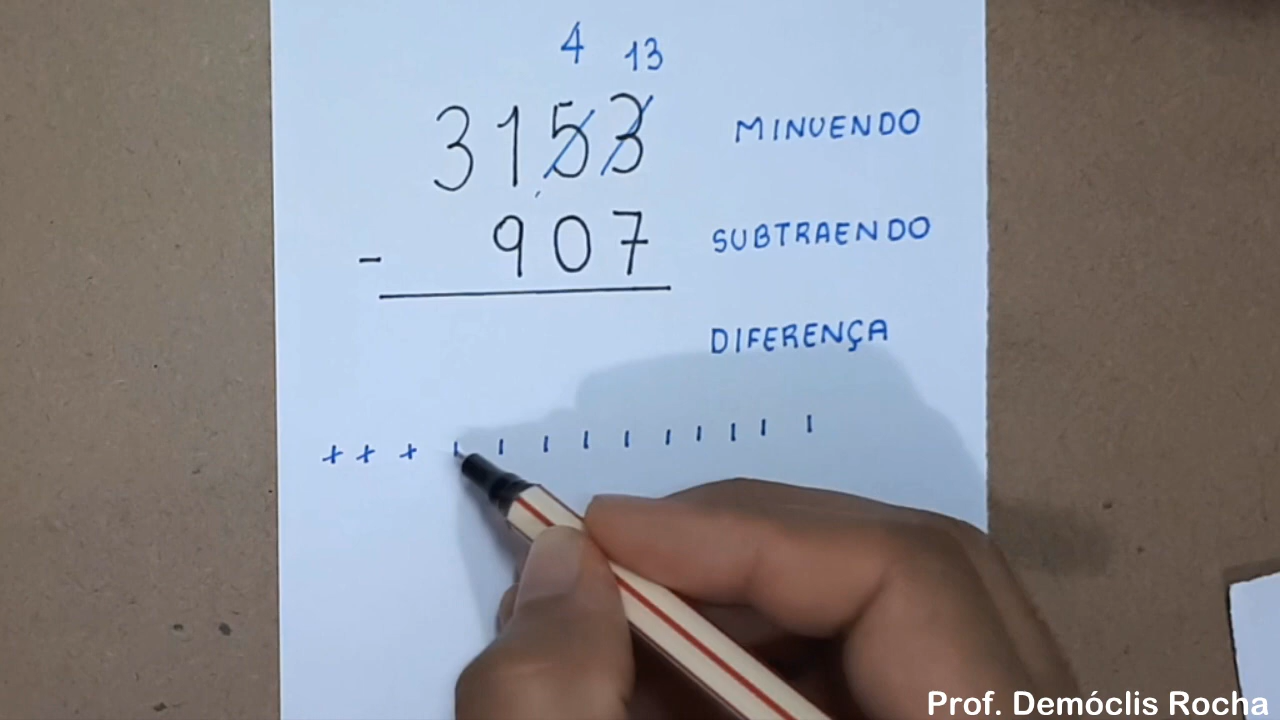 4 13
3153 MINUENDO
- 907 SUBTRAENDO
DIFERENÇA
+ + + | | | | | | | | | |
Prof. Demóclis Rocha